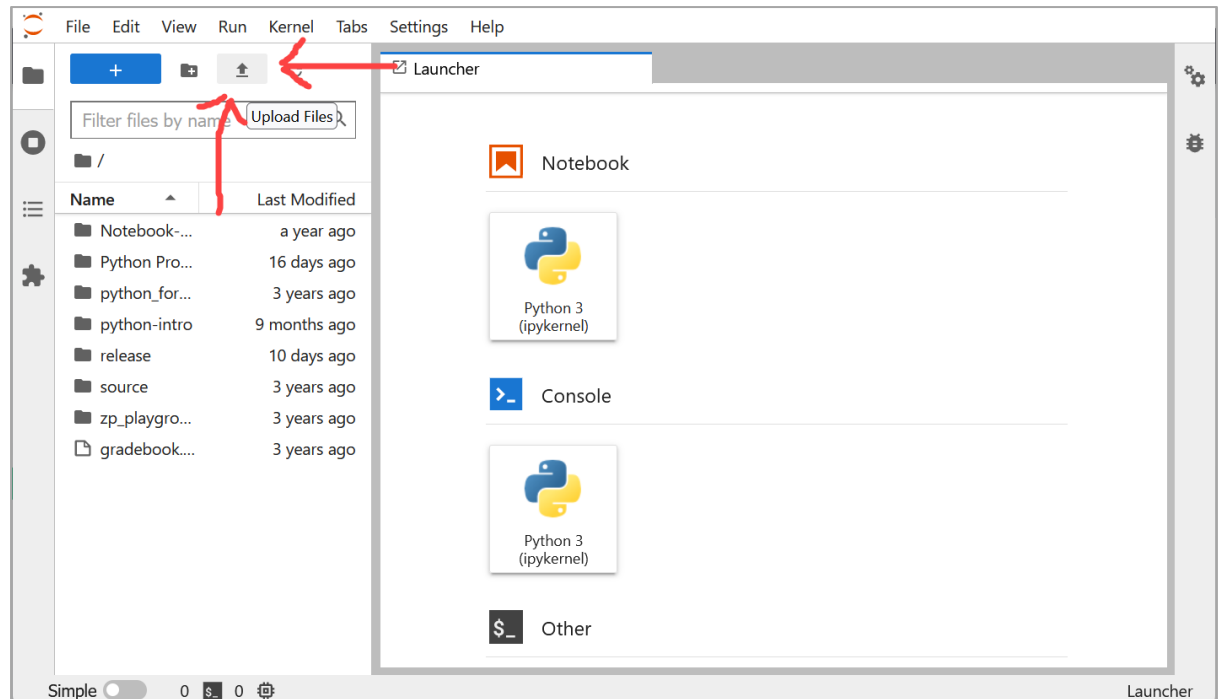 File Edit View Run Kernel Tabs Settings Help
+
Launcher
Filter files by name
Upload Files
/
Name Last Modified
Notebook-... a year ago
Python Pro... 16 days ago
python_for... 3 years ago
python-intro 9 months ago
release 10 days ago
source 3 years ago
zp_playgro... 3 years ago
gradebook.... 3 years ago
Notebook
Python 3
(ipykernel)
>_ Console
Python 3
(ipykernel)
$_ Other
Simple 0 $_ 0 Launcher